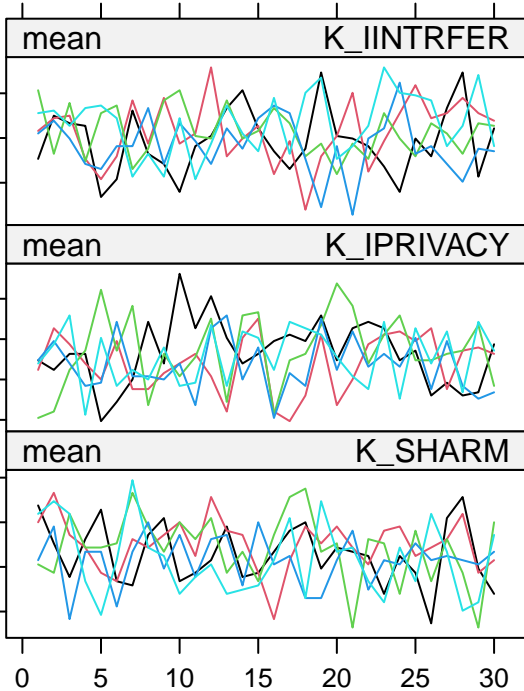 mean K_IINTRFER
mean K_IPRIVACY
mean K_SHARM
0 5 10 15 20 25 30